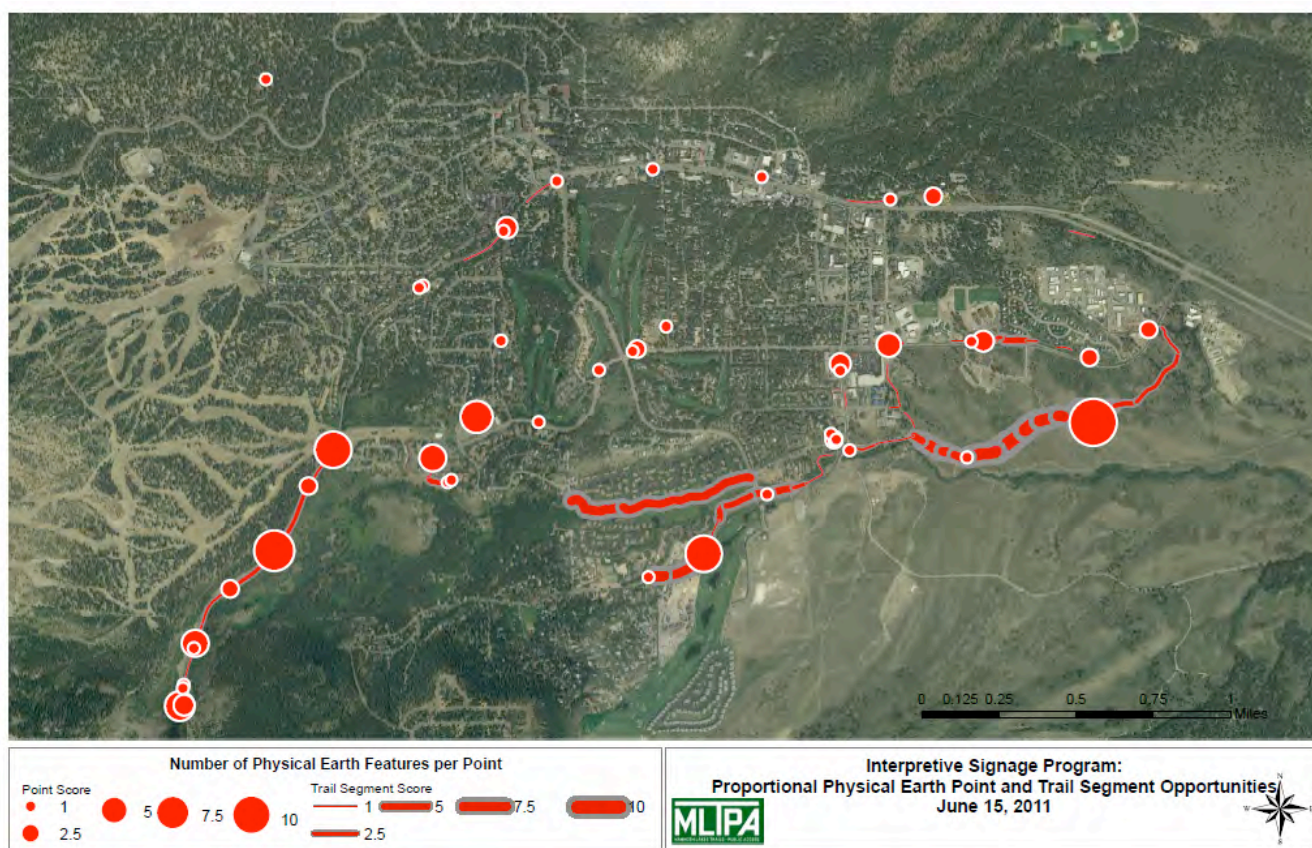 0 0.125 0.25 0.5 0.75 1
Miles
Number of Physical Earth Features per Point
Point Score
1
2.5
5
7.5
10
Trail Segment Score
1
2.5
5
7.5
10
Interpretive Signage Program:
Proportional Physical Earth Point and Trail Segment Opportunities
June 15, 2011
MLTPA
N
W
S